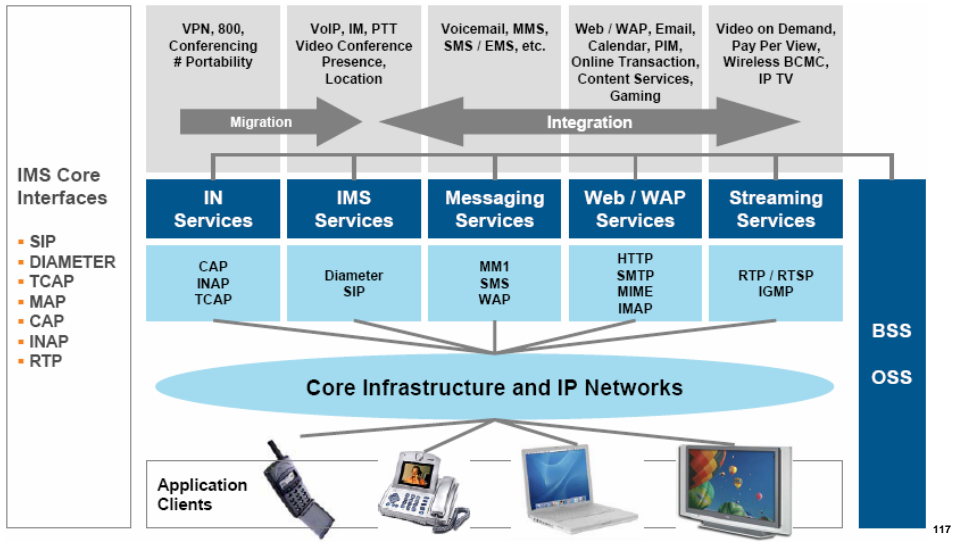 VPN, 800,
Conferencing
# Portability
VoIP, IM, PTT
Video Conference
Presence,
Location
Voicemail, MMS,
SMS / EMS, etc.
Web / WAP, Email,
Calendar, PIM,
Online Transaction,
Content Services,
Gaming
Video on Demand,
Pay Per View,
Wireless BCMC,
IP TV
Migration
Integration
IMS Core
Interfaces
▪ SIP
▪ DIAMETER
▪ TCAP
▪ MAP
▪ CAP
▪ INAP
▪ RTP
IN
Services
IMS
Services
Messaging
Services
Web / WAP
Services
Streaming
Services
CAP
INAP
TCAP
Diameter
SIP
MM1
SMS
WAP
HTTP
SMTP
MIME
IMAP
RTP / RTSP
IGMP
BSS
OSS
Core Infrastructure and IP Networks
Application
Clients
117